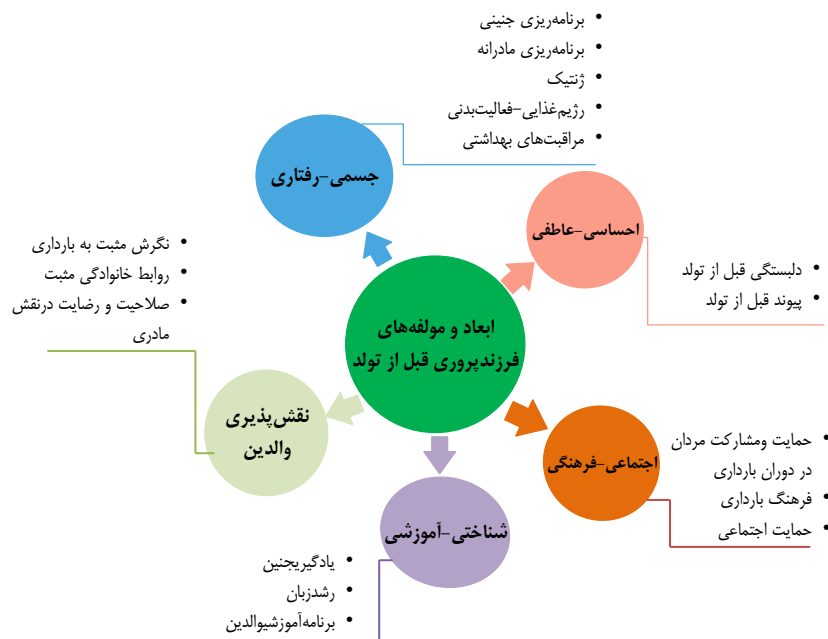 • برنامه‌ریزی جنینی
• برنامه‌ریزی مادرانه
• ژنتیک
• رژیم‌غذایی-فعالیت‌بدنی
• مراقبت‌های بهداشتی
جسمی-رفتاری
احساسی-عاطفی
• دلبستگی قبل از تولد
• پیوند قبل از تولد
• نگرش مثبت به بارداری
• روابط خانوادگی مثبت
• صلاحیت و رضایت درنقش
مادری
ابعاد و مولفه‌های
فرزندپروری قبل از تولد
نقش‌پذیری
والدین
اجتماعی-فرهنگی
• حمایت ومشارکت مردان
در دوران بارداری
• فرهنگ بارداری
• حمایت اجتماعی
شناختی-آموزشی
• یادگیریجنین
• رشدزبان
• برنامه‌آموزشیوالدین